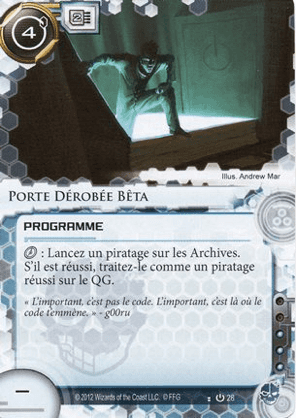 4
2
Illus. Andrew Mar
PORTE DÉROBÉE BÊTA
PROGRAMME
: Lancez un piratage sur les Archives.
S'il est réussi, traitez-le comme un piratage
réussi sur le QG.
« L'important, c'est pas le code. L'important, c'est là où le
code t'emmène. » - g00ru
–
© 2012 Wizards of the Coast LLC. © FFG
26